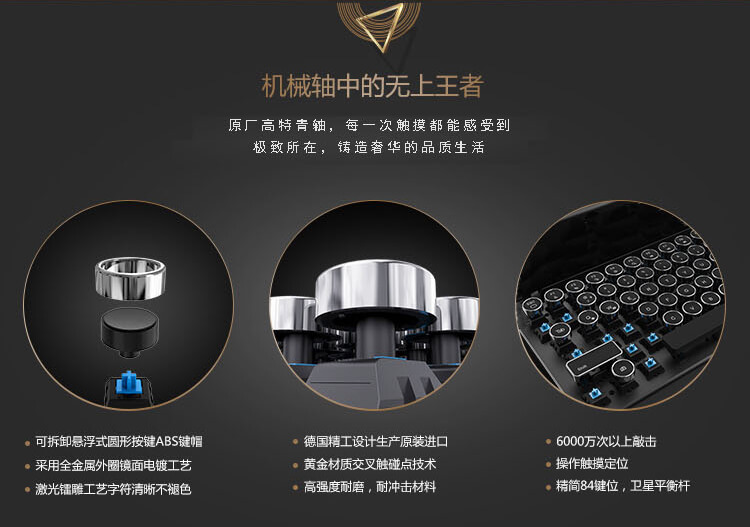 机械轴中的无上王者
原厂高特青轴，每一次触摸都能感受到
极致所在，铸造奢华的品质生活
可拆卸悬浮式圆形按键ABS键帽
采用全金属外圈镜面电镀工艺
激光镭雕工艺字符清晰不褪色
德国精工设计生产原装进口
黄金材质交叉触碰点技术
高强度耐磨，耐冲击材料
6000万次以上敲击
操作触摸定位
精简84键位，卫星平衡杆